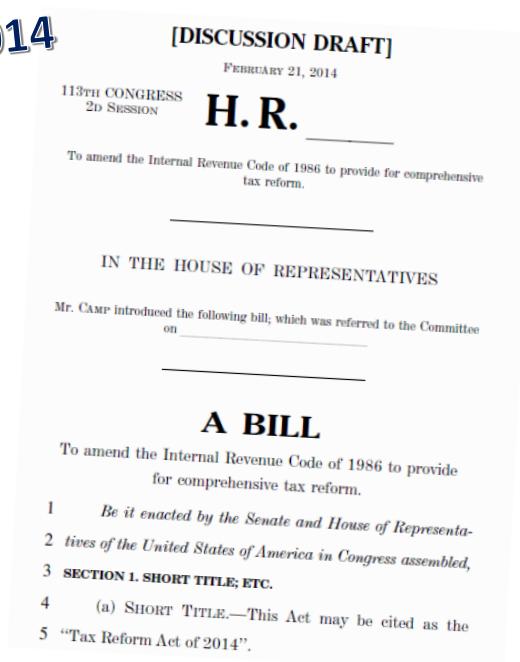 014
[DISCUSSION DRAFT]
FEBRUARY 21, 2014
113TH CONGRESS
2D SESSION
H. R.
To amend the Internal Revenue Code of 1986 to provide for comprehensive
tax reform.
IN THE HOUSE OF REPRESENTATIVES
Mr. CAMP introduced the following bill; which was referred to the Committee
on
A BILL
To amend the Internal Revenue Code of 1986 to provide
for comprehensive tax reform.
1 Be it enacted by the Senate and House of Representa-
2 tives of the United States of America in Congress assembled,
3 SECTION 1. SHORT TITLE; ETC.
4 (a) SHORT TITLE.—This Act may be cited as the
5 “Tax Reform Act of 2014”.